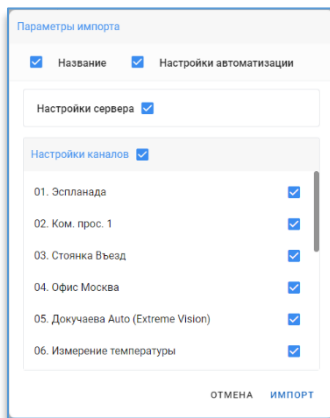 Параметры импорта
Название Настройки автоматизации
Настройки сервера
Настройки каналов
01. Эспланада
02. Ком. прос. 1
03. Стоянка Въезд
04. Офис Москва
05. Докучаева Auto (Extreme Vision)
06. Измерение температуры
ОТМЕНА ИМПОРТ